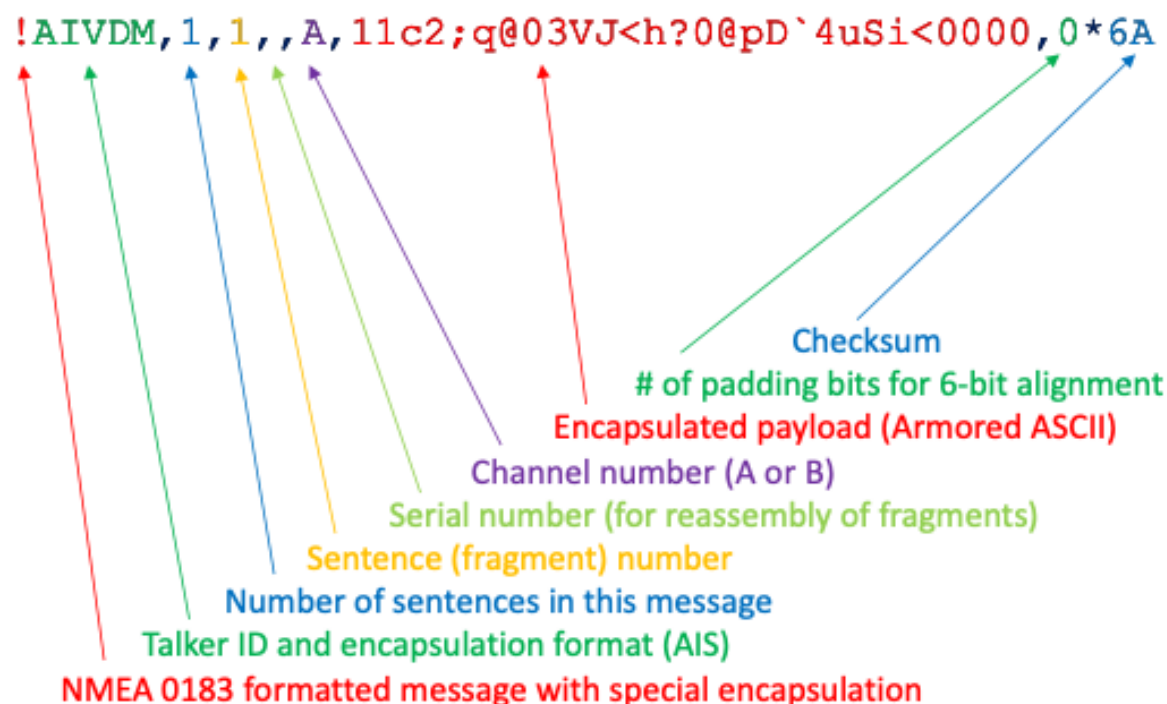 !AIVDM,1,1,,A,11c2;q@03VJ<h?0@pD`4uSi<0000,0*6A
Checksum
# of padding bits for 6-bit alignment
Encapsulated payload (Armored ASCII)
Channel number (A or B)
Serial number (for reassembly of fragments)
Sentence (fragment) number
Number of sentences in this message
Talker ID and encapsulation format (AIS)
NMEA 0183 formatted message with special encapsulation